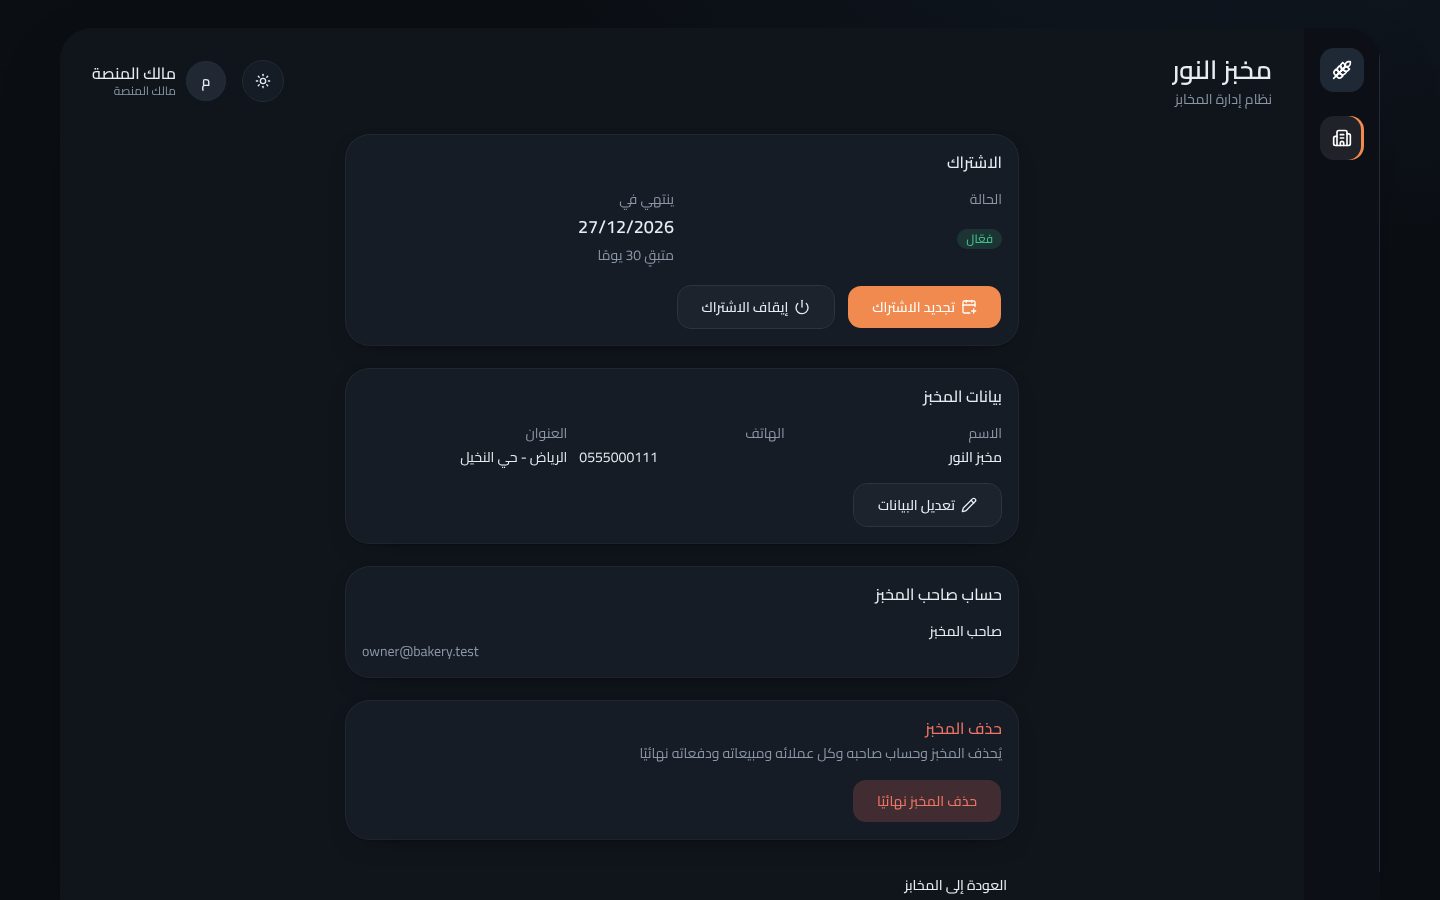 مخبز النور
نظام إدارة المخابز
م
مالك المنصة
مالك المنصة
الاشتراك
الحالة
فعّال
ينتهي في
27/12/2026
متبقٍ 30 يومًا
تجديد الاشتراك
إيقاف الاشتراك
بيانات المخبز
الاسم
مخبز النور
الهاتف
0555000111
العنوان
الرياض - حي النخيل
تعديل البيانات
حساب صاحب المخبز
صاحب المخبز
owner@bakery.test
حذف المخبز
يُحذف المخبز وحساب صاحبه وكل عملائه ومبيعاته ودفعاته نهائيًا
حذف المخبز نهائيًا
العودة إلى المخابز